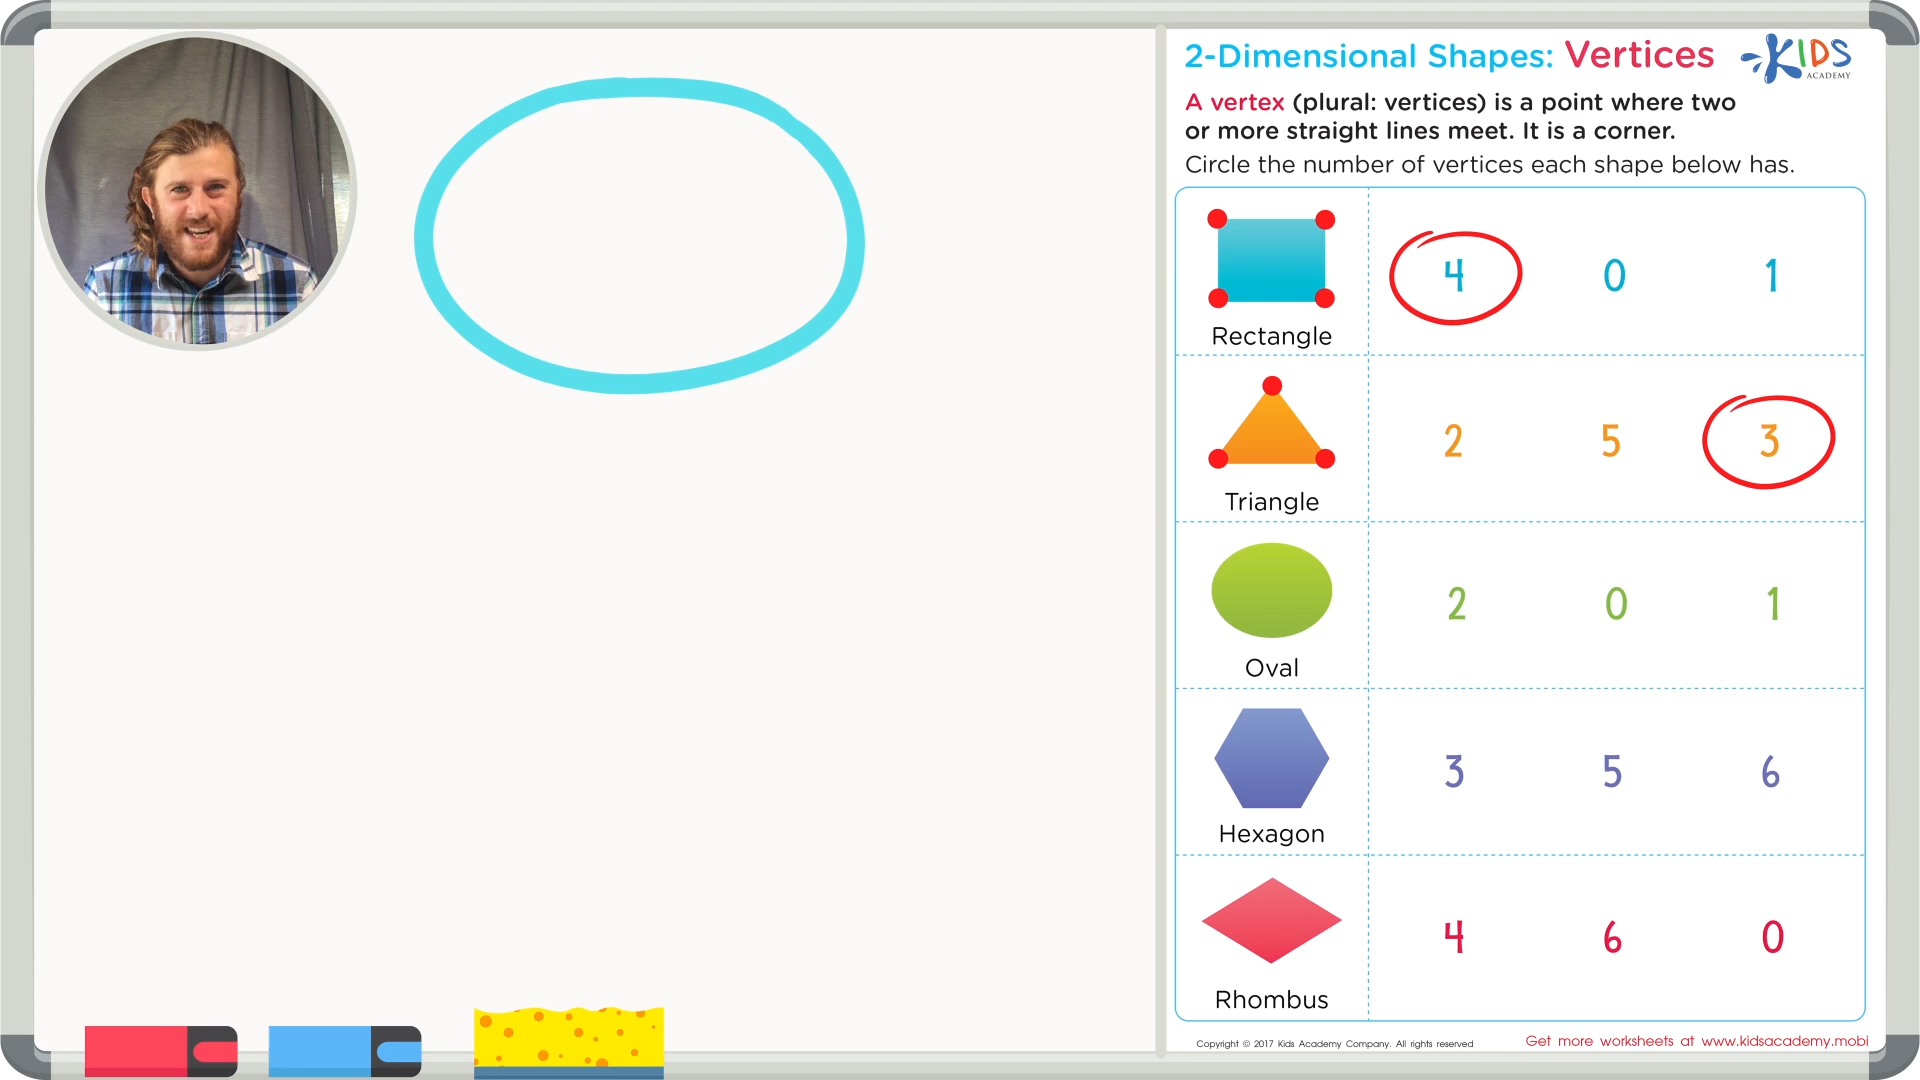 2-Dimensional Shapes: Vertices
KIDS
ACADEMY
A vertex (plural: vertices) is a point where two
or more straight lines meet. It is a corner.
Circle the number of vertices each shape below has.
4 0 1
Rectangle
2 5 3
Triangle
2 0 1
Oval
3 5 6
Hexagon
4 6 0
Rhombus
Copyright © 2017 Kids Academy Company. All rights reserved
Get more worksheets at www.kidsacademy.mobi